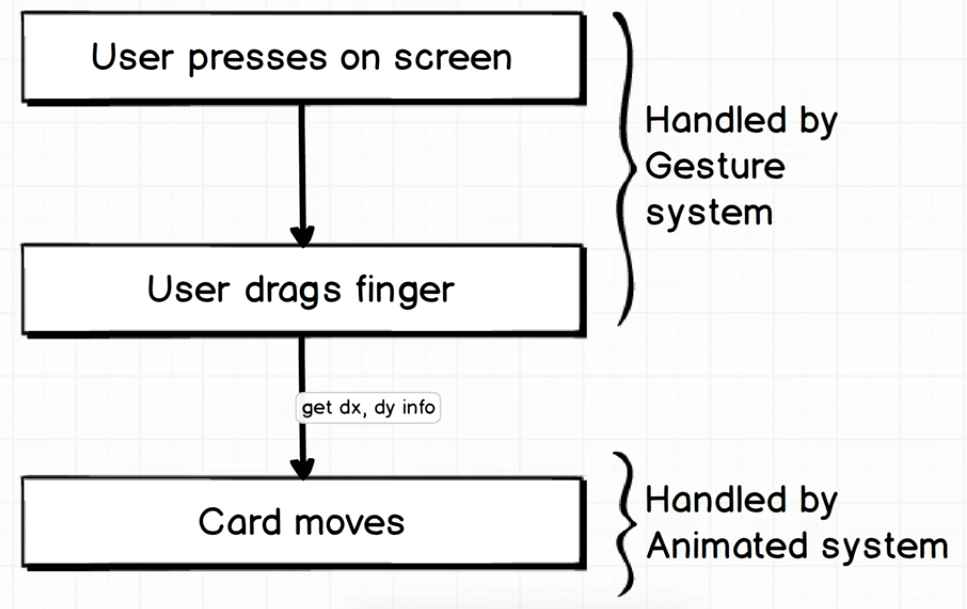 User presses on screen
Handled by
Gesture
system
User drags finger
get dx, dy info
Card moves
Handled by
Animated system